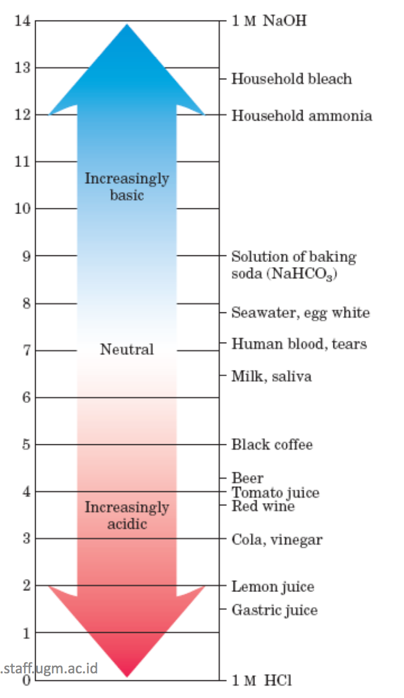 14
1 M NaOH
13
Household bleach
12
Household ammonia
11
Increasingly
basic
10
9
Solution of baking
soda (NaHCO₃)
8
Seawater, egg white
Human blood, tears
7
Neutral
Milk, saliva
6
5
Black coffee
Beer
4
Tomato juice
Red wine
Increasingly
acidic
3
Cola, vinegar
2
Lemon juice
Gastric juice
1
.staff.ugm.ac.id
0
1 M HCl